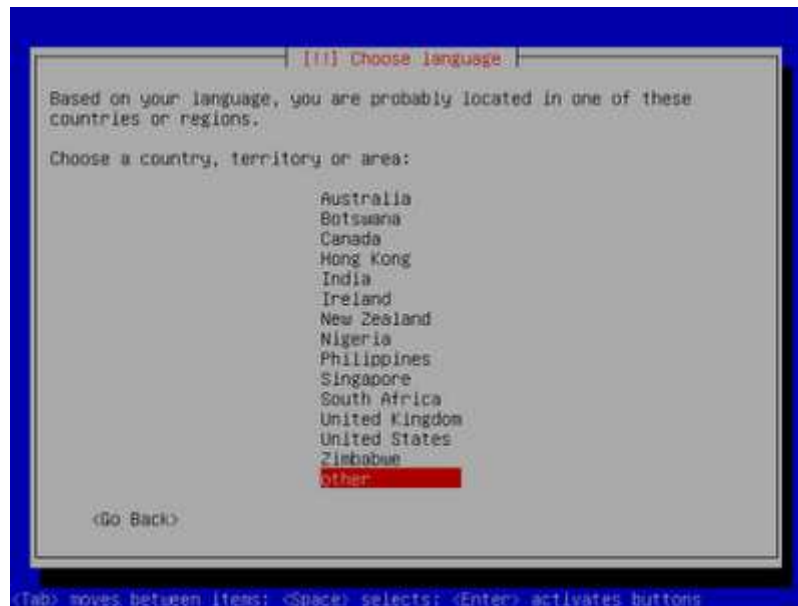 [!!] Choose language
Based on your language, you are probably located in one of these
countries or regions.
Choose a country, territory or area:
Australia
Botswana
Canada
Hong Kong
India
Ireland
New Zealand
Nigeria
Philippines
Singapore
South Africa
United Kingdom
United States
Zimbabwe
other
<Go Back>
<Tab> moves between items; <Space> selects; <Enter> activates buttons